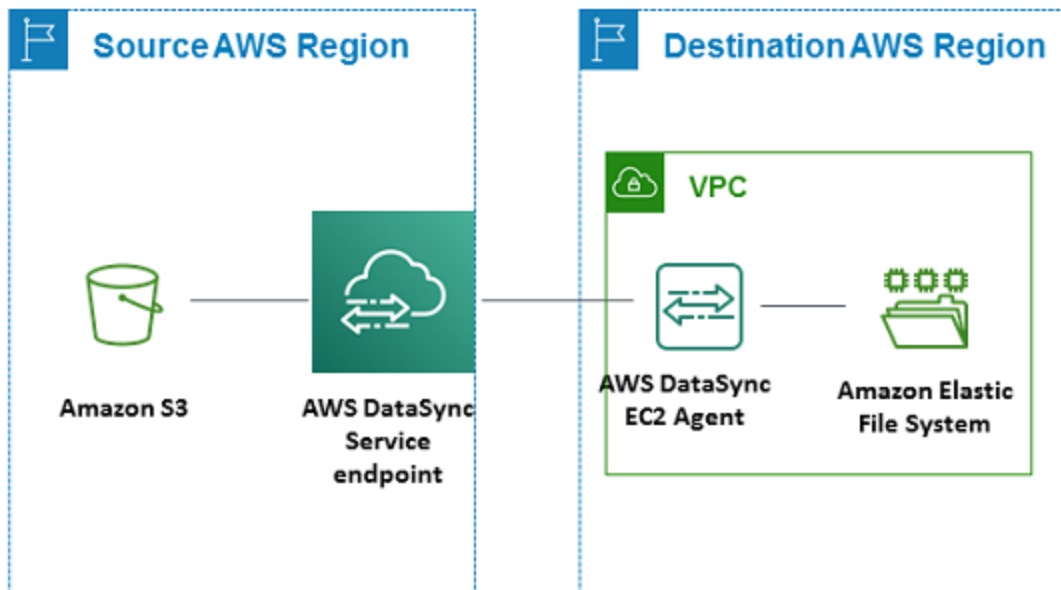 Source AWS Region
Destination AWS Region
VPC
Amazon S3
AWS DataSync
Service
endpoint
AWS DataSync
EC2 Agent
Amazon Elastic
File System